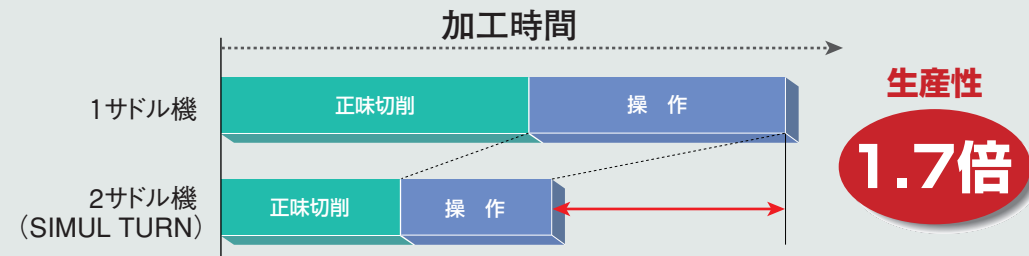 加工時間
1サドル機
正味切削
操 作
生産性
1.7倍
2サドル機
(SIMUL TURN)
正味切削
操 作